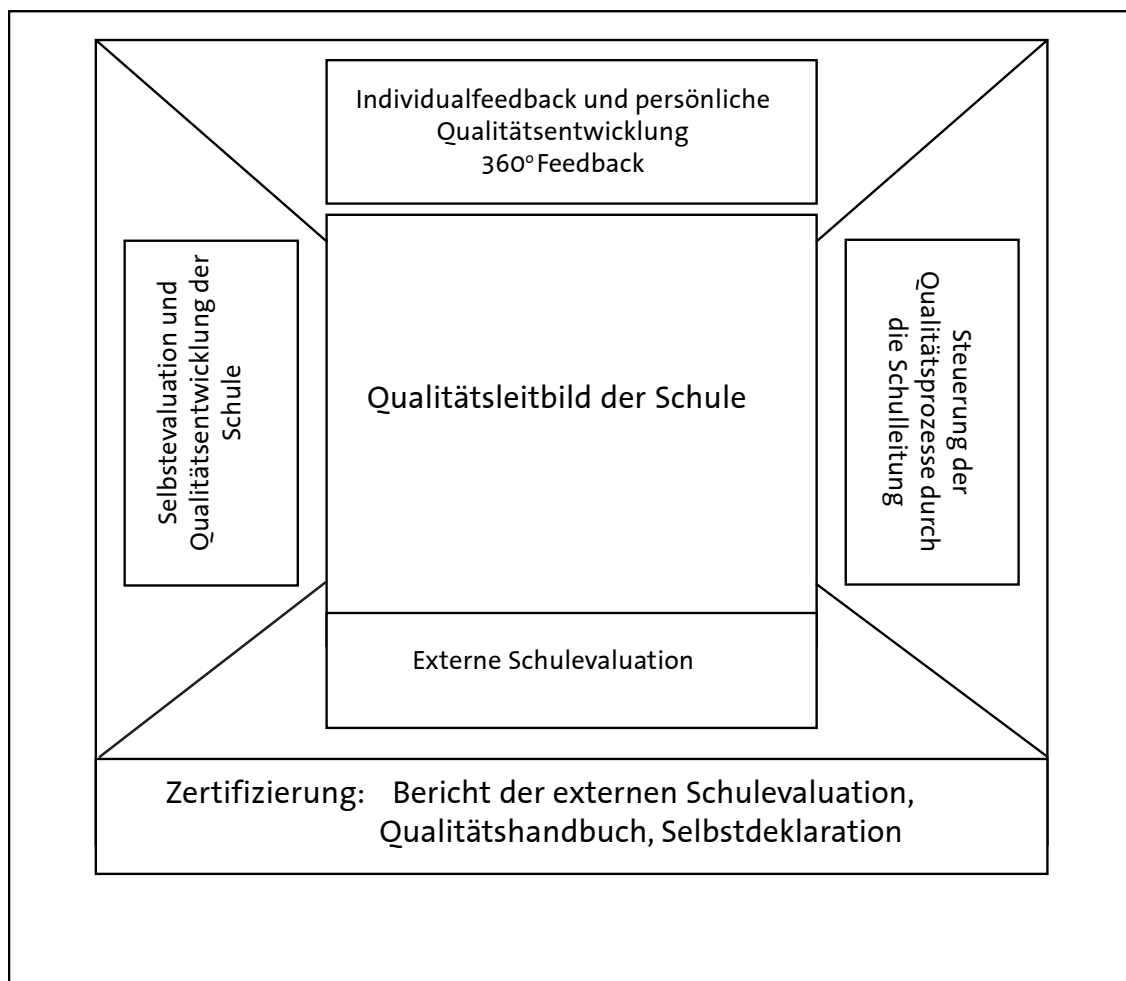 Individualfeedback und persönliche
Qualitätsentwicklung
360° Feedback
Selbstevaluation und
Qualitätsentwicklung der
Schule
Qualitätsleitbild der Schule
Steuerung der
Qualitätsprozesse durch
die Schulleitung
Externe Schulevaluation
Zertifizierung: Bericht der externen Schulevaluation,
Qualitätshandbuch, Selbstdeklaration